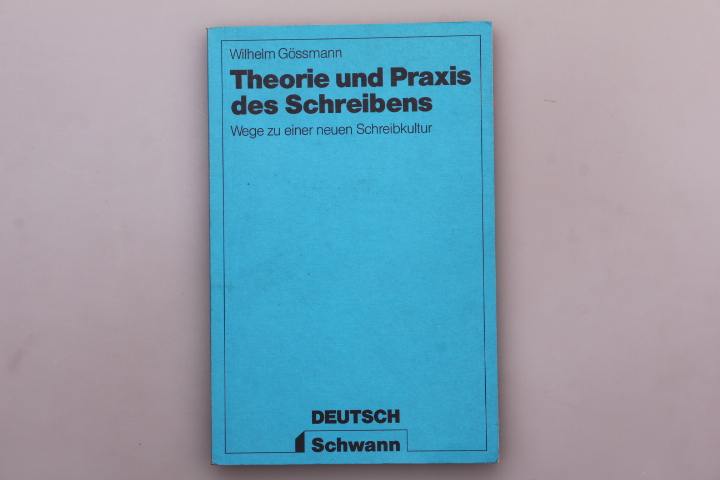 Wilhelm Gössmann
Theorie und Praxis
des Schreibens
Wege zu einer neuen Schreibkultur
DEUTSCH
Schwann